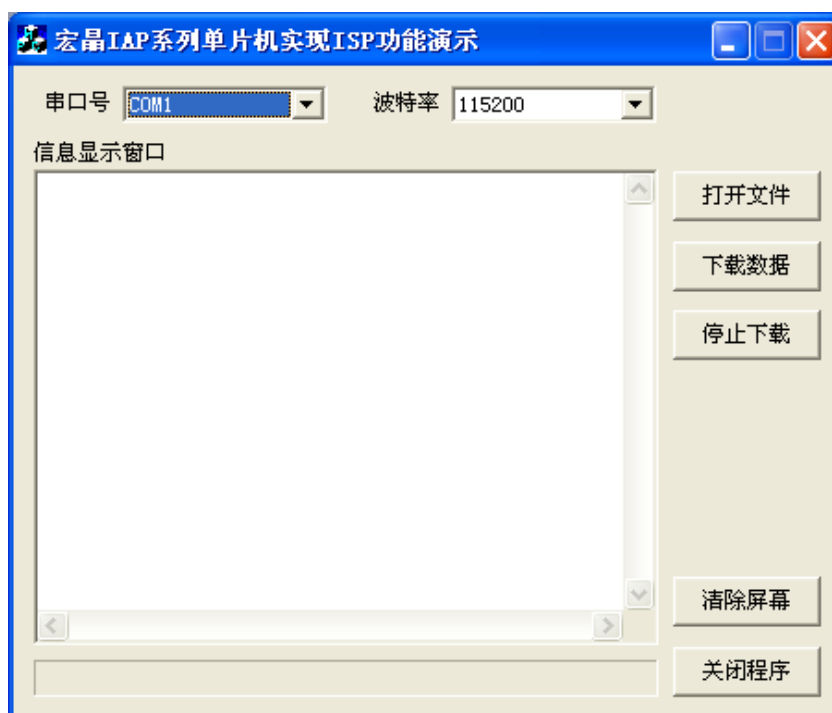 宏晶IAP系列单片机实现ISP功能演示
串口号 COM1 波特率 115200
信息显示窗口
打开文件
下载数据
停止下载
清除屏幕
关闭程序